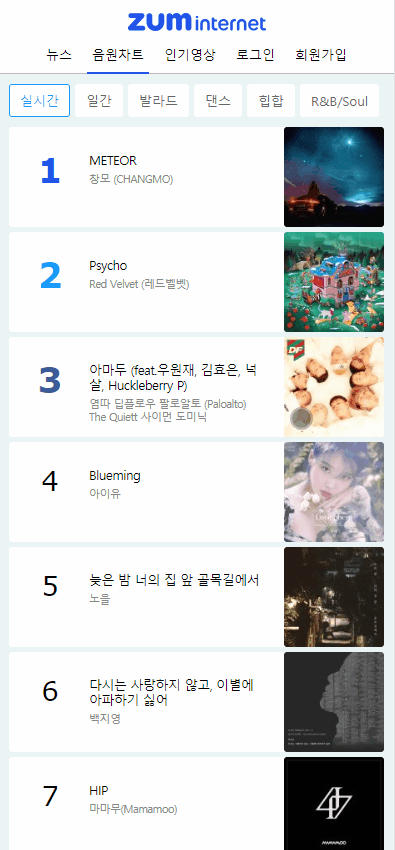 zum internet
뉴스 음원차트 인기영상 로그인 회원가입
실시간 일간 발라드 댄스 힙합 R&B/Soul
1
METEOR
창모 (CHANGMO)
2
Psycho
Red Velvet (레드벨벳)
3
아마두 (feat.우원재, 김효은, 넉
살, Huckleberry P)
염따 딥플로우 팔로알토 (Paloalto)
The Quiett 사이먼 도미닉
DF
4
Blueming
아이유
5
늦은 밤 너의 집 앞 골목길에서
노을
6
다시는 사랑하지 않고, 이별에
아파하기 싫어
백지영
7
HIP
마마무(Mamamoo)
MAMAMOO